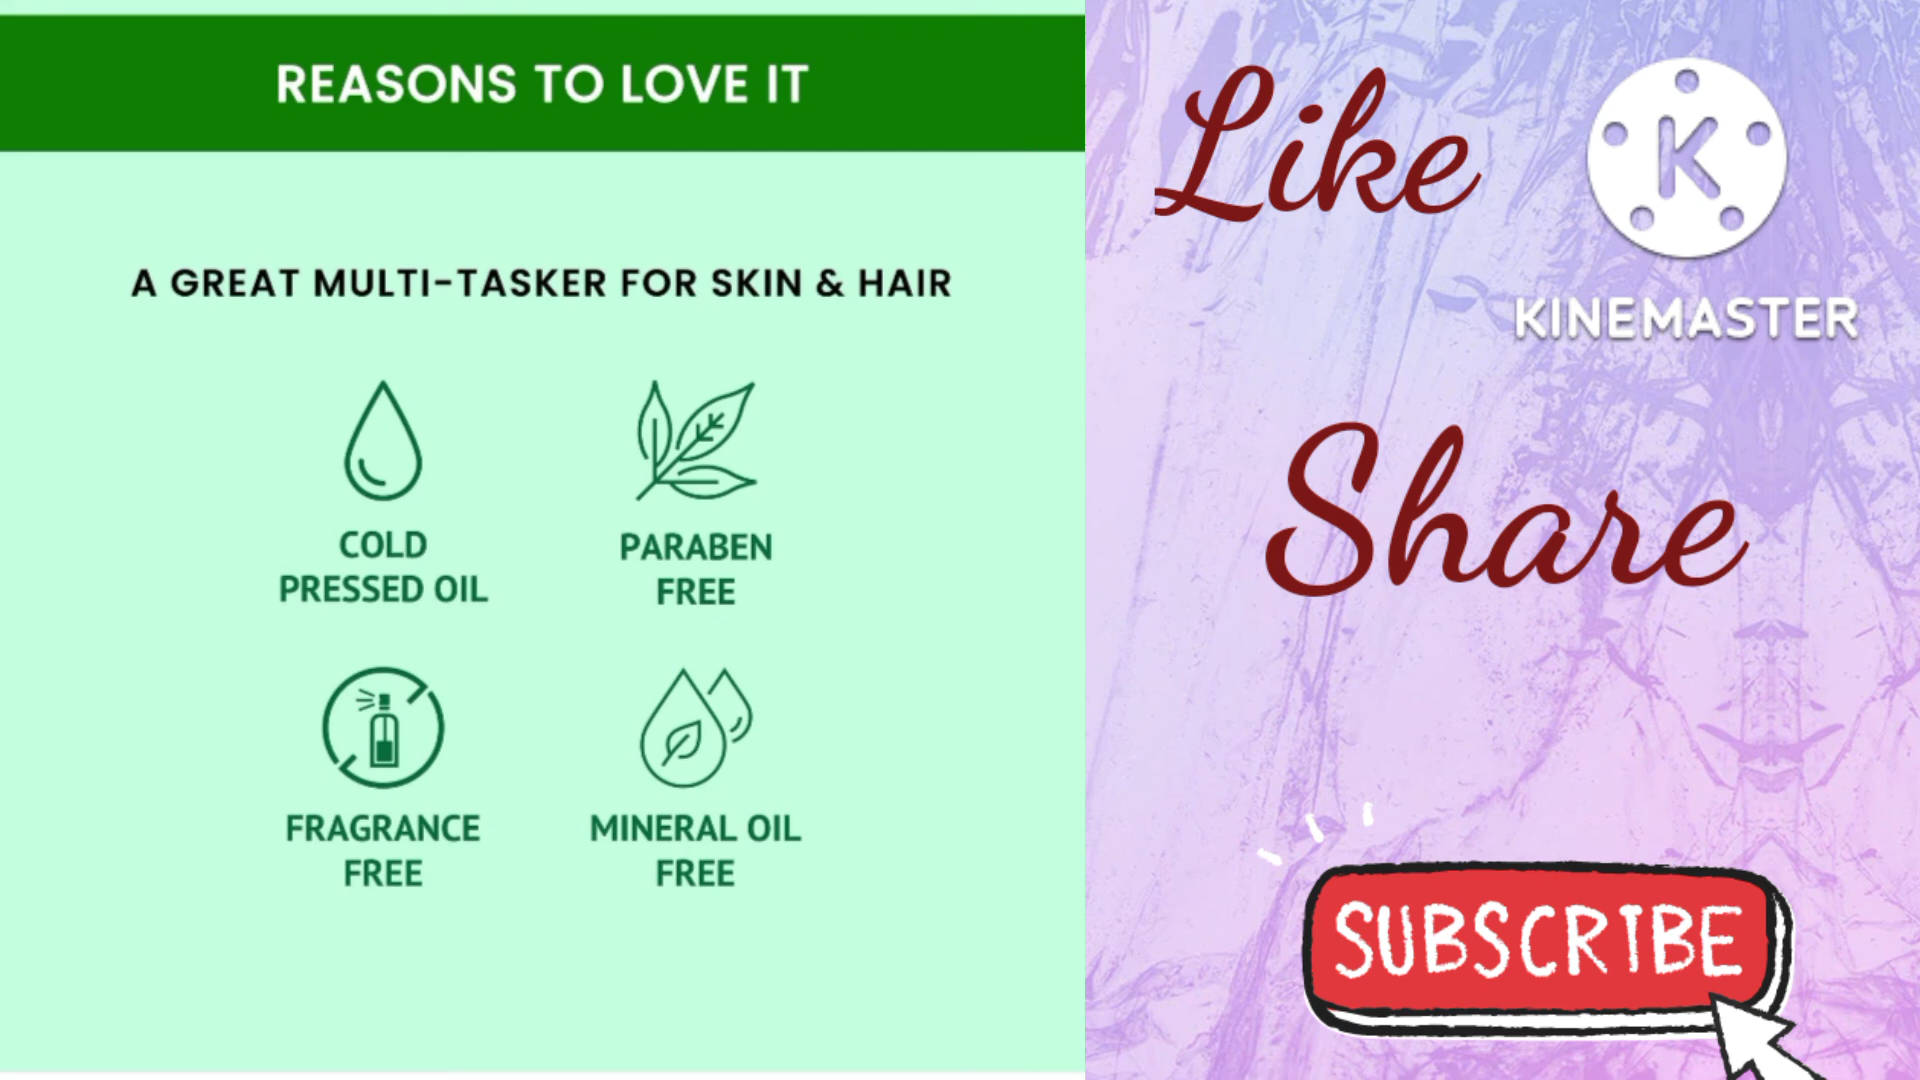 REASONS TO LOVE IT
A GREAT MULTI-TASKER FOR SKIN & HAIR
COLD
PRESSED OIL
PARABEN
FREE
FRAGRANCE
FREE
MINERAL OIL
FREE
Like
K
KINEMASTER
Share
SUBSCRIBE